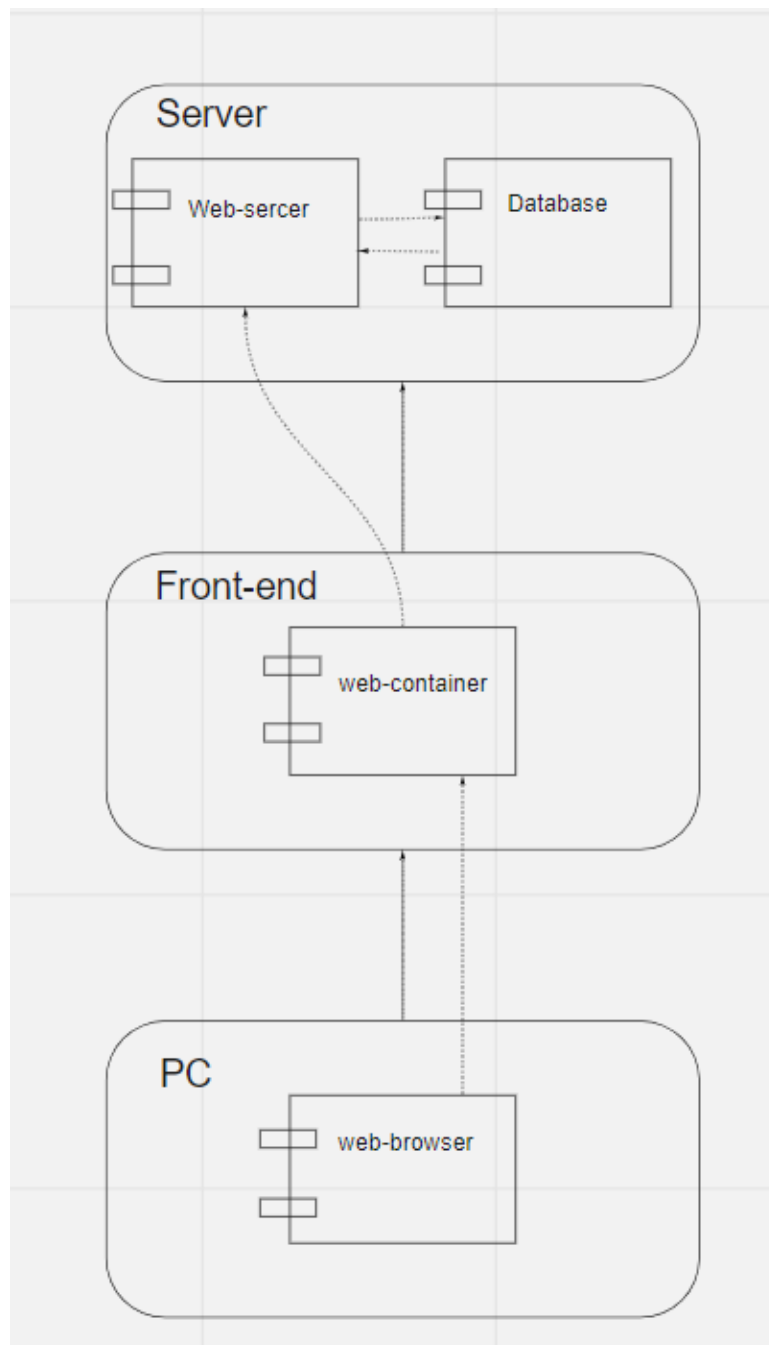 Server
Web-sercer
Database
Front-end
web-container
PC
web-browser